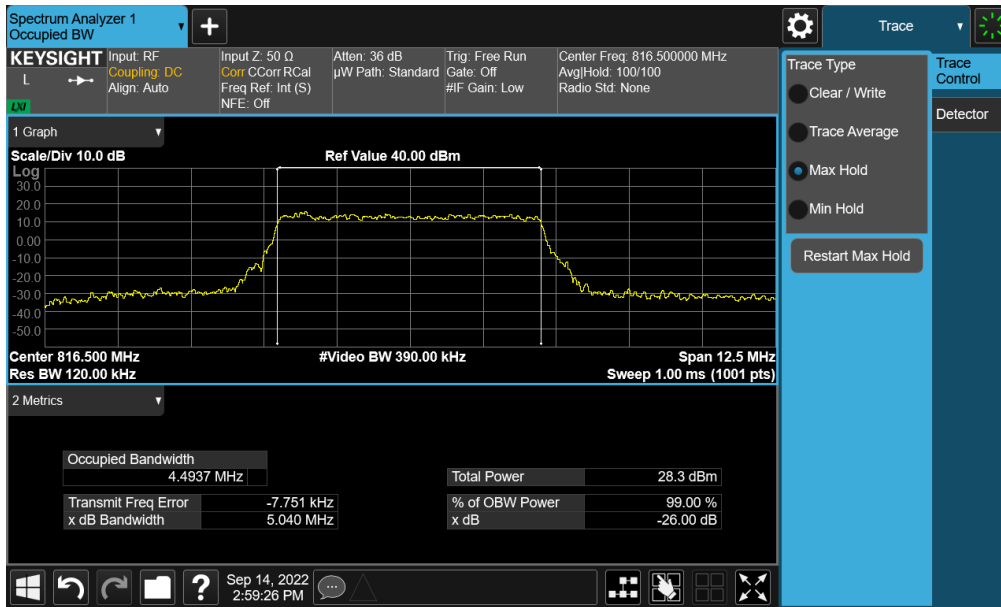 Spectrum Analyzer 1
Occupied BW
+
Trace
KEYSIGHT
L
LXI
Input: RF
Coupling: DC
Align: Auto
Input Z: 50 Ω
Corr CCorr RCal
Freq Ref: Int (S)
NFE: Off
Atten: 36 dB
µW Path: Standard
Trig: Free Run
Gate: Off
#IF Gain: Low
Center Freq: 816.500000 MHz
Avg|Hold: 100/100
Radio Std: None
Trace Type
Clear / Write
Trace Average
Max Hold
Min Hold
Restart Max Hold
Trace
Control
Detector
1 Graph
Scale/Div 10.0 dB
Ref Value 40.00 dBm
Log
30.0
20.0
10.0
0.00
-10.0
-20.0
-30.0
-40.0
-50.0
Center 816.500 MHz
#Video BW 390.00 kHz
Span 12.5 MHz
Res BW 120.00 kHz
Sweep 1.00 ms (1001 pts)
2 Metrics
Occupied Bandwidth
4.4937 MHz
Total Power 28.3 dBm
Transmit Freq Error -7.751 kHz
% of OBW Power 99.00 %
x dB Bandwidth 5.040 MHz
x dB -26.00 dB
?
Sep 14, 2022
2:59:26 PM